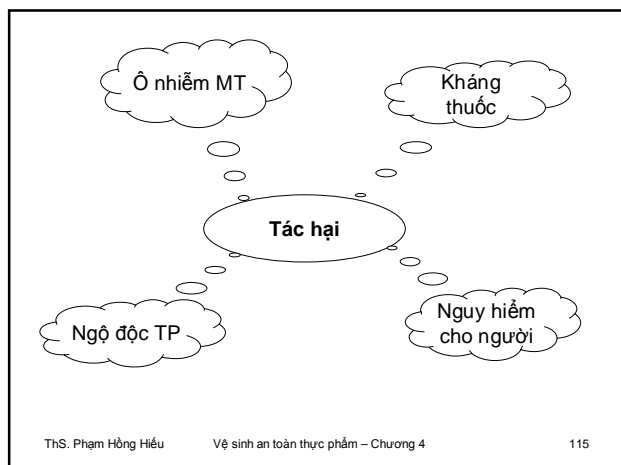 Ô nhiễm MT
Kháng
thuốc
Tác hại
Ngộ độc TP
Nguy hiểm
cho người
ThS. Phạm Hồng Hiếu Vệ sinh an toàn thực phẩm – Chương 4 115